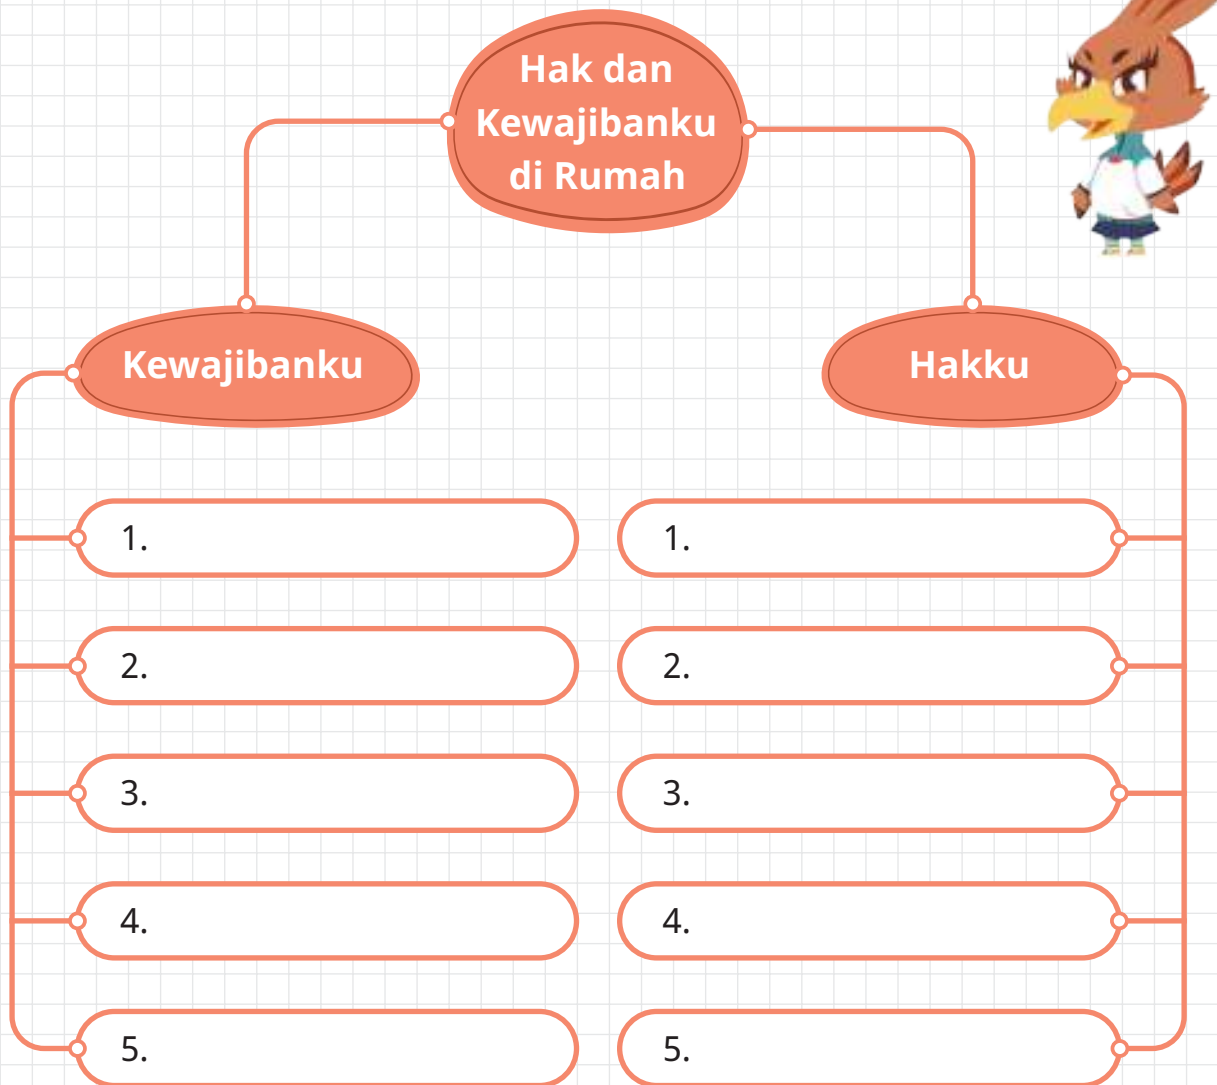 Hak dan
Kewajibanku
di Rumah
Kewajibanku
1.
2.
3.
4.
5.
Hakku
1.
2.
3.
4.
5.